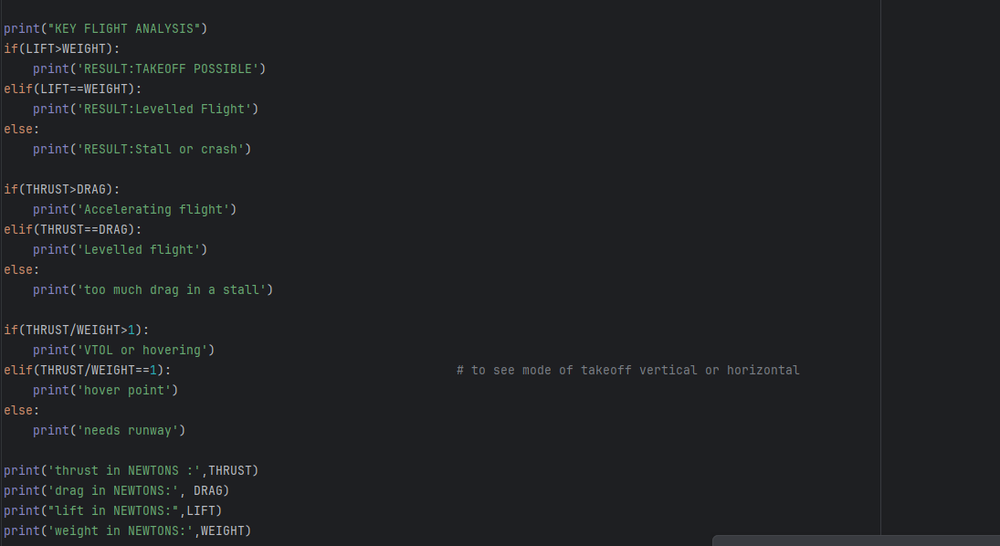 print("KEY FLIGHT ANALYSIS")
if(LIFT>WEIGHT):
    print('RESULT:TAKEOFF POSSIBLE')
elif(LIFT==WEIGHT):
    print('RESULT:Levelled Flight')
else:
    print('RESULT:Stall or crash')
if(THRUST>DRAG):
    print('Accelerating flight')
elif(THRUST==DRAG):
    print('Levelled flight')
else:
    print('too much drag in a stall')
if(THRUST/WEIGHT>1):
    print('VTOL or hovering')
elif(THRUST/WEIGHT==1):                                       # to see mode of takeoff vertical or horizontal
    print('hover point')
else:
    print('needs runway')
print('thrust in NEWTONS :',THRUST)
print('drag in NEWTONS:', DRAG)
print("lift in NEWTONS:",LIFT)
print('weight in NEWTONS:',WEIGHT)